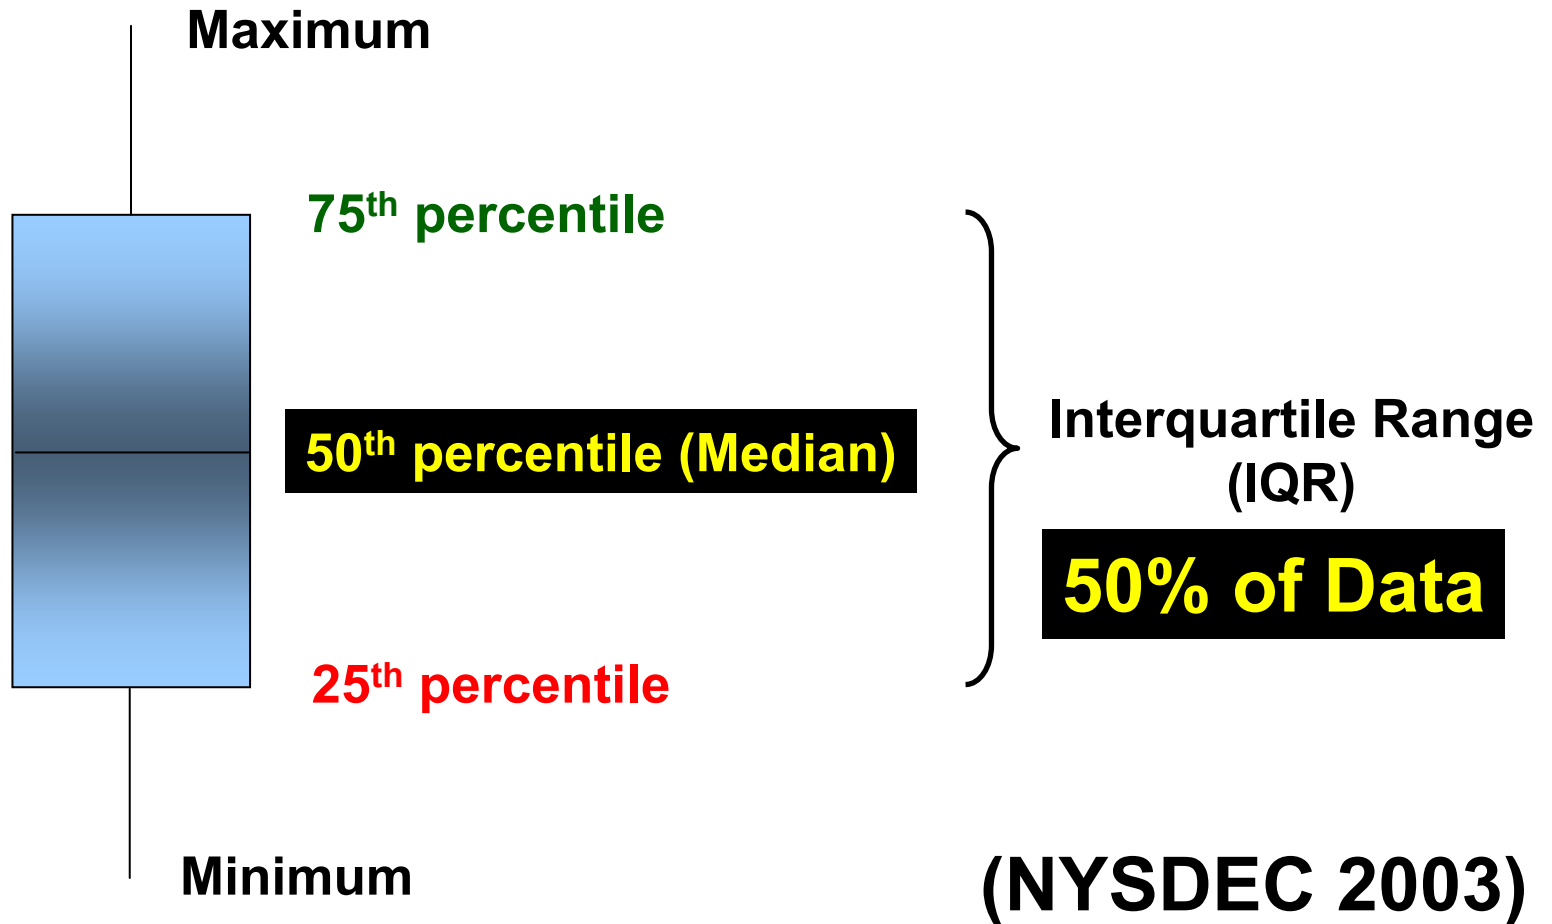 Maximum
75th percentile
50th percentile (Median)
Interquartile Range
(IQR)
50% of Data
25th percentile
Minimum
(NYSDEC 2003)